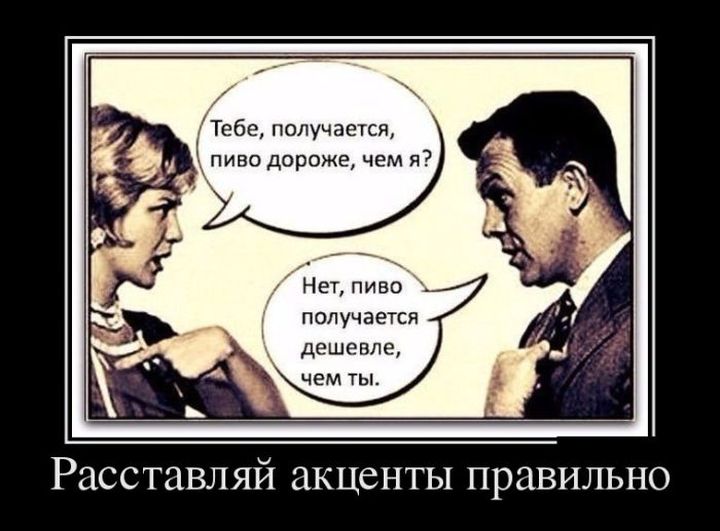 Тебе, получается,
пиво дороже, чем я?
Нет, пиво
получается
дешевле,
чем ты.
Расставляй акценты правильно